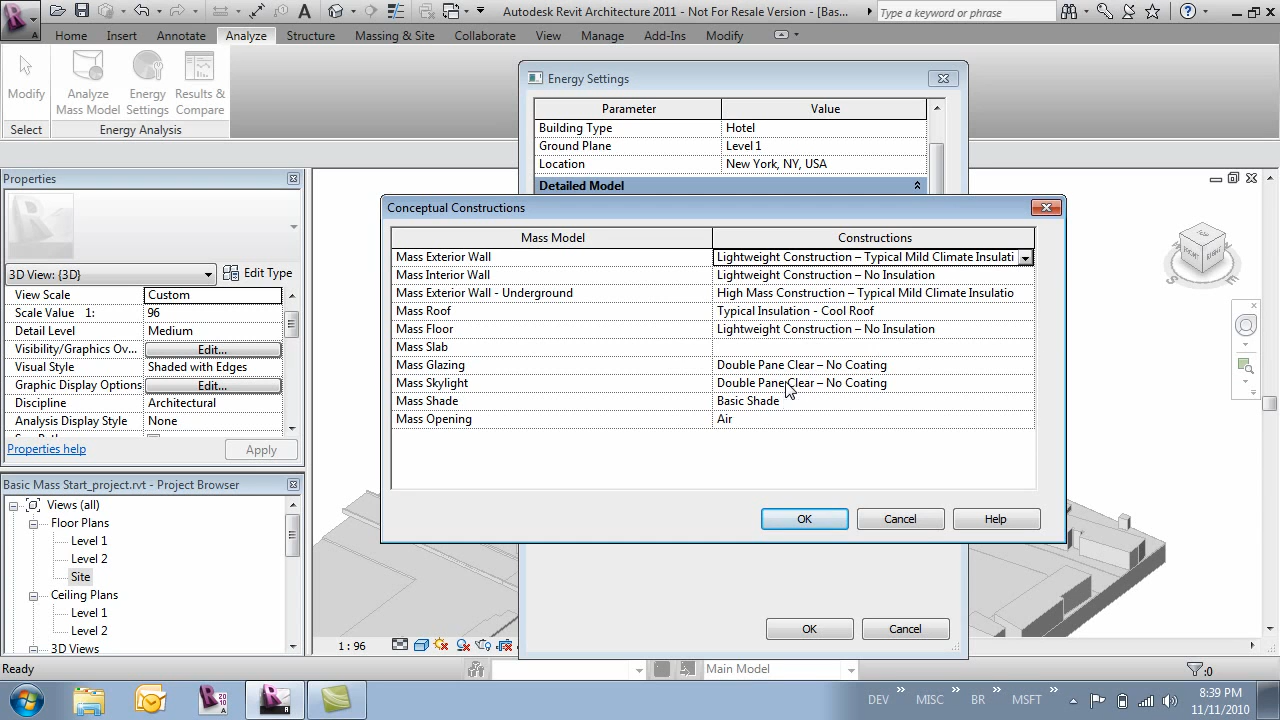 Autodesk Revit Architecture 2011 - Not For Resale Version - [Bas...
Type a keyword or phrase
Home Insert Annotate Analyze Structure Massing & Site Collaborate View Manage Add-Ins Modify
Modify
Analyze Mass Model
Energy Settings
Results & Compare
Select
Energy Analysis
Energy Settings
Parameter Value
Building Type Hotel
Ground Plane Level 1
Location New York, NY, USA
Detailed Model
Properties
3D View: {3D} Edit Type
View Scale Custom
Scale Value 1: 96
Detail Level Medium
Visibility/Graphics Ov... Edit...
Visual Style Shaded with Edges
Graphic Display Options Edit...
Discipline Architectural
Analysis Display Style None
Properties help Apply
Conceptual Constructions
Mass Model Constructions
Mass Exterior Wall Lightweight Construction – Typical Mild Climate Insulati
Mass Interior Wall Lightweight Construction – No Insulation
Mass Exterior Wall - Underground High Mass Construction – Typical Mild Climate Insulatio
Mass Roof Typical Insulation - Cool Roof
Mass Floor Lightweight Construction – No Insulation
Mass Slab
Mass Glazing Double Pane Clear – No Coating
Mass Skylight Double Pane Clear – No Coating
Mass Shade Basic Shade
Mass Opening Air
OK Cancel Help
Basic Mass Start_project.rvt - Project Browser
Views (all)
Floor Plans
Level 1
Level 2
Site
Ceiling Plans
Level 1
Level 2
3D Views
OK Cancel
1 : 96
Ready
Main Model
:0
DEV MISC BR MSFT
8:39 PM
11/11/2010